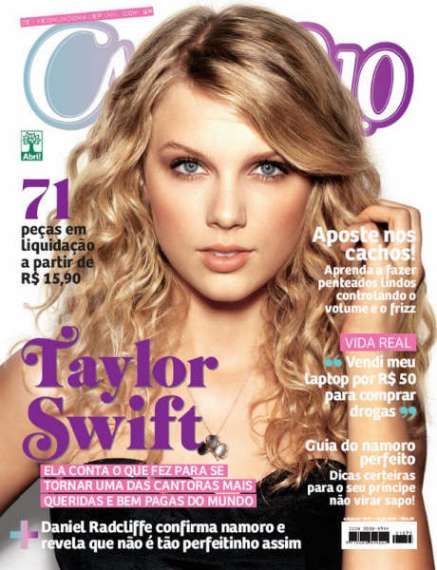 Abril
71
peças em
liquidação
a partir de
R$ 15,90
Aposte nos
cachos!
Aprenda a fazer
penteados lindos
controlando o
volume e o frizz
VIDA REAL
Vendi meu
laptop por R$ 50
para comprar
drogas
Taylor
Swift
ELA CONTA O QUE FEZ PARA SE
TORNAR UMA DAS CANTORAS MAIS
QUERIDAS E BEM PAGAS DO MUNDO
Guia do namoro
perfeito
Dicas certeiras
para o seu príncipe
não virar sapo!
+ Daniel Radcliffe confirma namoro e
revela que não é tão perfeitinho assim